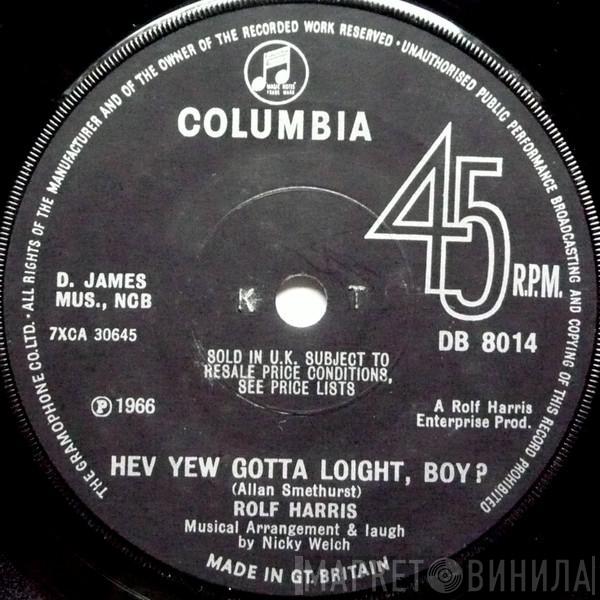 THE GRAMOPHONE CO. LTD. · ALL RIGHTS OF THE MANUFACTURER AND OF THE OWNER OF THE RECORDED WORK RESERVED · UNAUTHORISED PUBLIC PERFORMANCE BROADCASTING AND COPYING OF THIS RECORD PROHIBITED
MAGIC NOTES
TRADE MARK
COLUMBIA
45 R.P.M.
D. JAMES
MUS., NCB
7XCA 30645
K T
DB 8014
SOLD IN U.K. SUBJECT TO
RESALE PRICE CONDITIONS,
SEE PRICE LISTS
Ⓟ 1966
A Rolf Harris
Enterprise Prod.
HEV YEW GOTTA LOIGHT, BOY?
(Allan Smethurst)
ROLF HARRIS
Musical Arrangement & laugh
by Nicky Welch
MADE IN GT. BRITAIN
МАРКЕТ ВИНИЛА